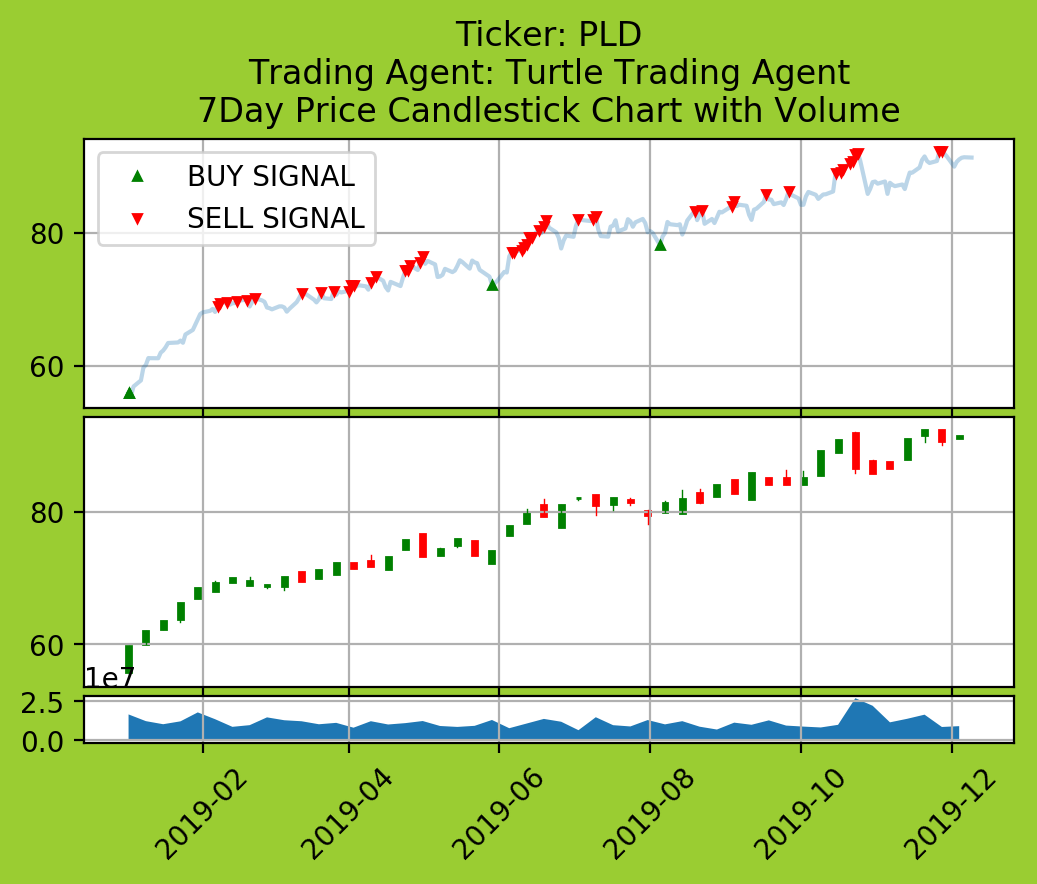 Ticker: PLD
Trading Agent: Turtle Trading Agent
7Day Price Candlestick Chart with Volume
BUY SIGNAL
SELL SIGNAL
80
60
80
60
1e7
2.5
0.0
2019-02
2019-04
2019-06
2019-08
2019-10
2019-12